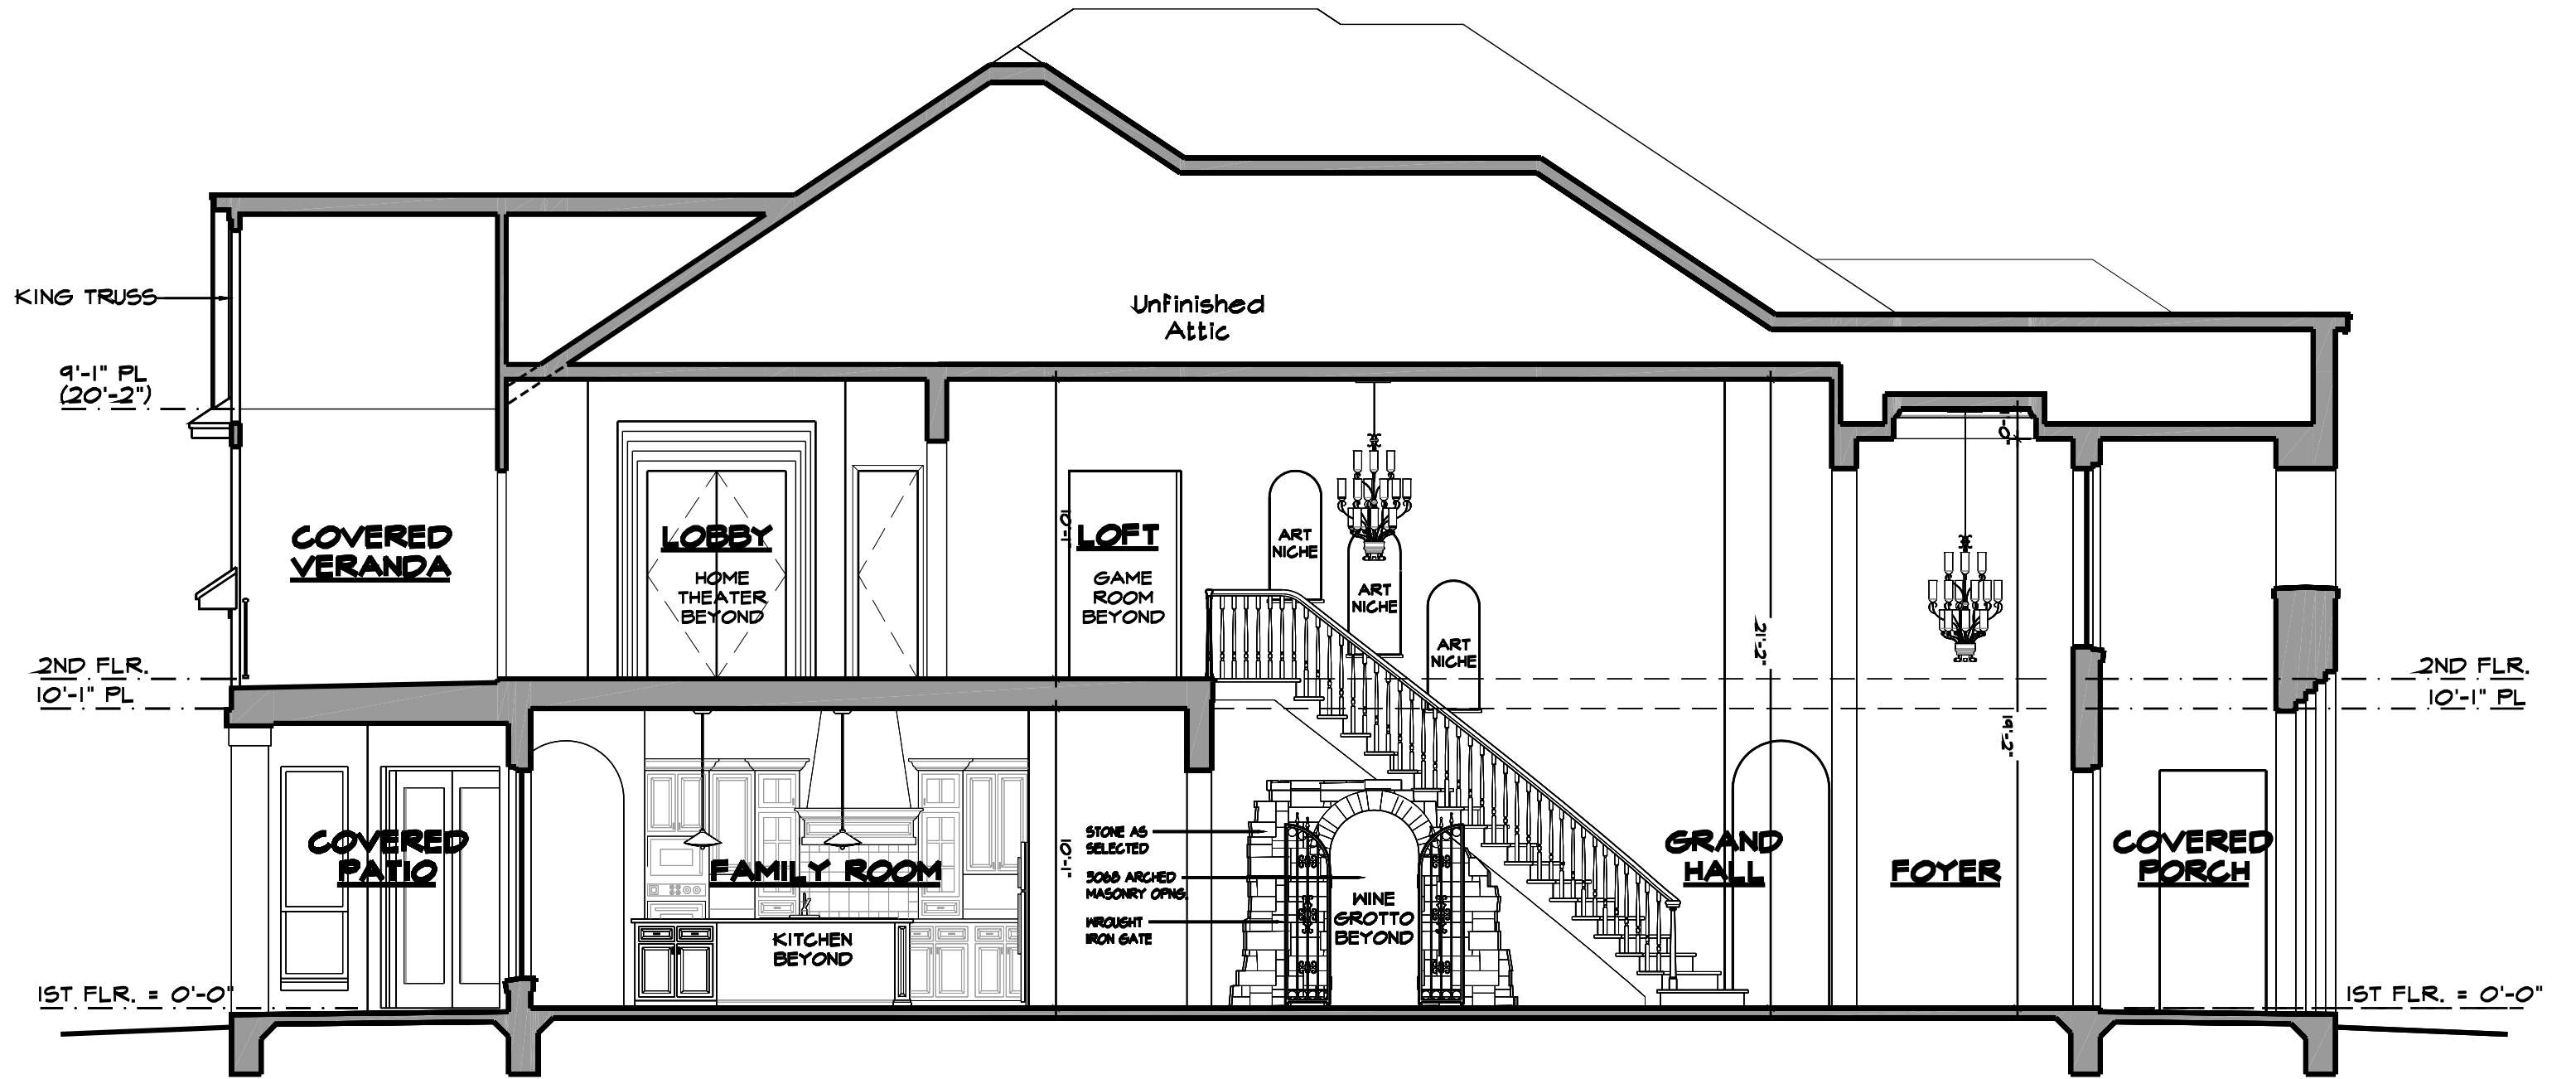 Unfinished
Attic
KING TRUSS
9'-1" PL
(20'-2")
COVERED
VERANDA
LOBBY
HOME
THEATER
BEYOND
10'-1"
LOFT
GAME
ROOM
BEYOND
ART
NICHE
ART
NICHE
ART
NICHE
21'-2"
19'-2"
2ND FLR.
10'-1" PL
2ND FLR.
10'-1" PL
COVERED
PATIO
FAMILY ROOM
KITCHEN
BEYOND
10'-1"
STONE AS
SELECTED
3068 ARCHED
MASONRY OPNG.
WROUGHT
IRON GATE
WINE
GROTTO
BEYOND
GRAND
HALL
FOYER
COVERED
PORCH
1ST FLR. = 0'-0"
1ST FLR. = 0'-0"